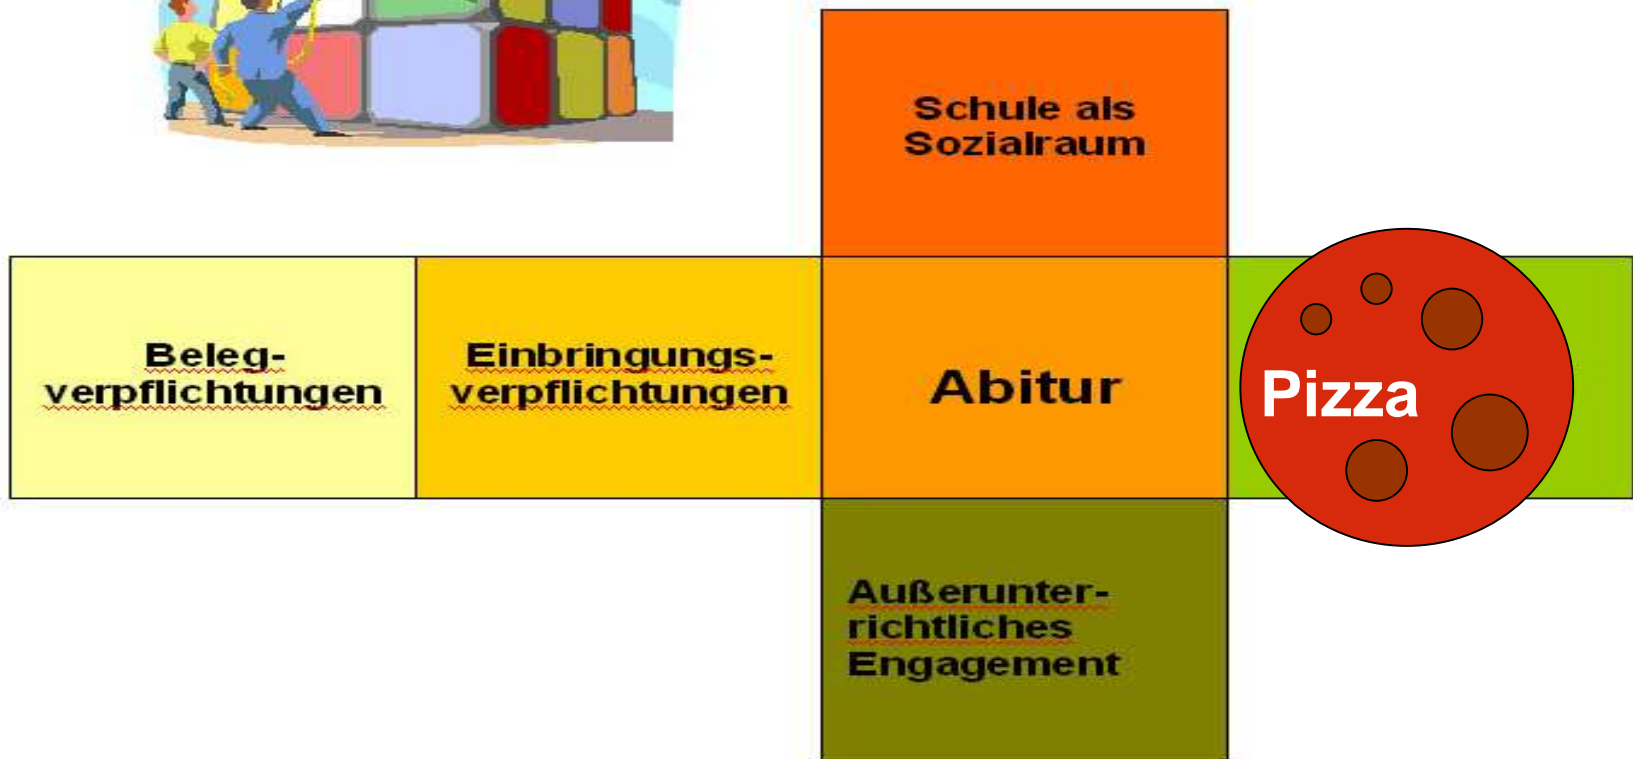 Schule als
Sozialraum
Beleg-
verpflichtungen
Einbringungs-
verpflichtungen
Abitur
Pizza
Außerunter-
richtliches
Engagement